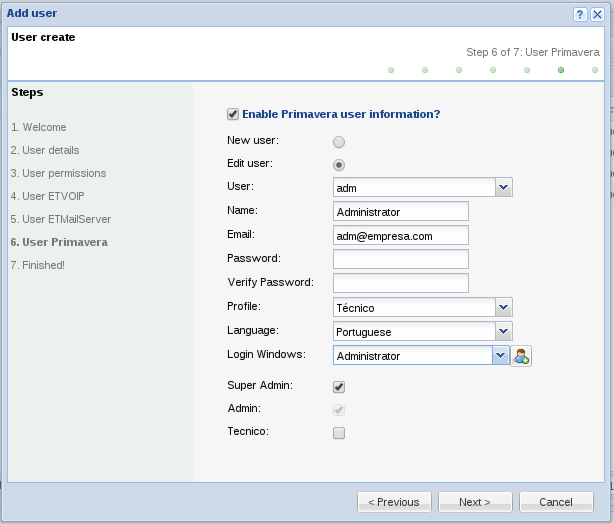 Add user
User create
Step 6 of 7: User Primavera
Steps
1. Welcome
2. User details
3. User permissions
4. User ETVOIP
5. User ETMailServer
6. User Primavera
7. Finished!
Enable Primavera user information?
New user:
Edit user:
User: adm
Name: Administrator
Email: adm@empresa.com
Password:
Verify Password:
Profile: Técnico
Language: Portuguese
Login Windows: Administrator
Super Admin:
Admin:
Tecnico:
< Previous Next > Cancel